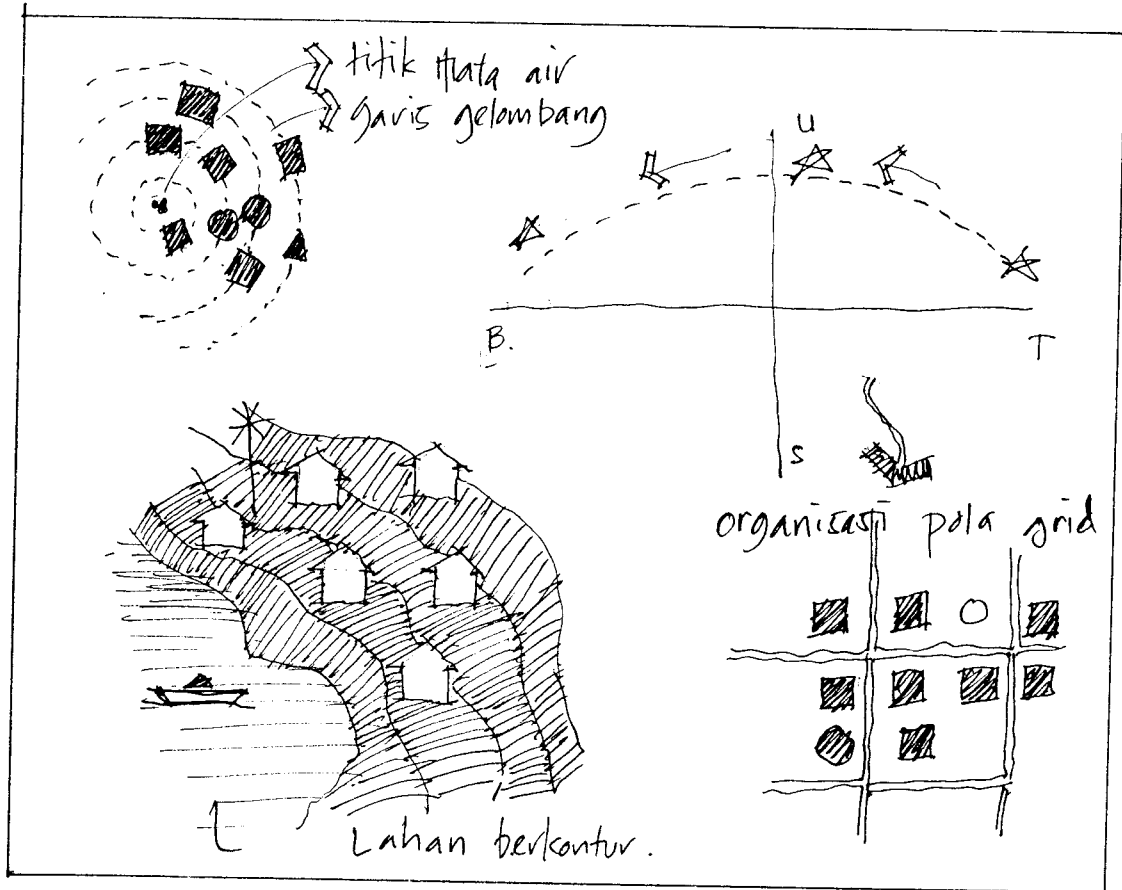 titik mata air
garis gelombang
U
B.
T
S
organisasi pola grid
Lahan berkontur.